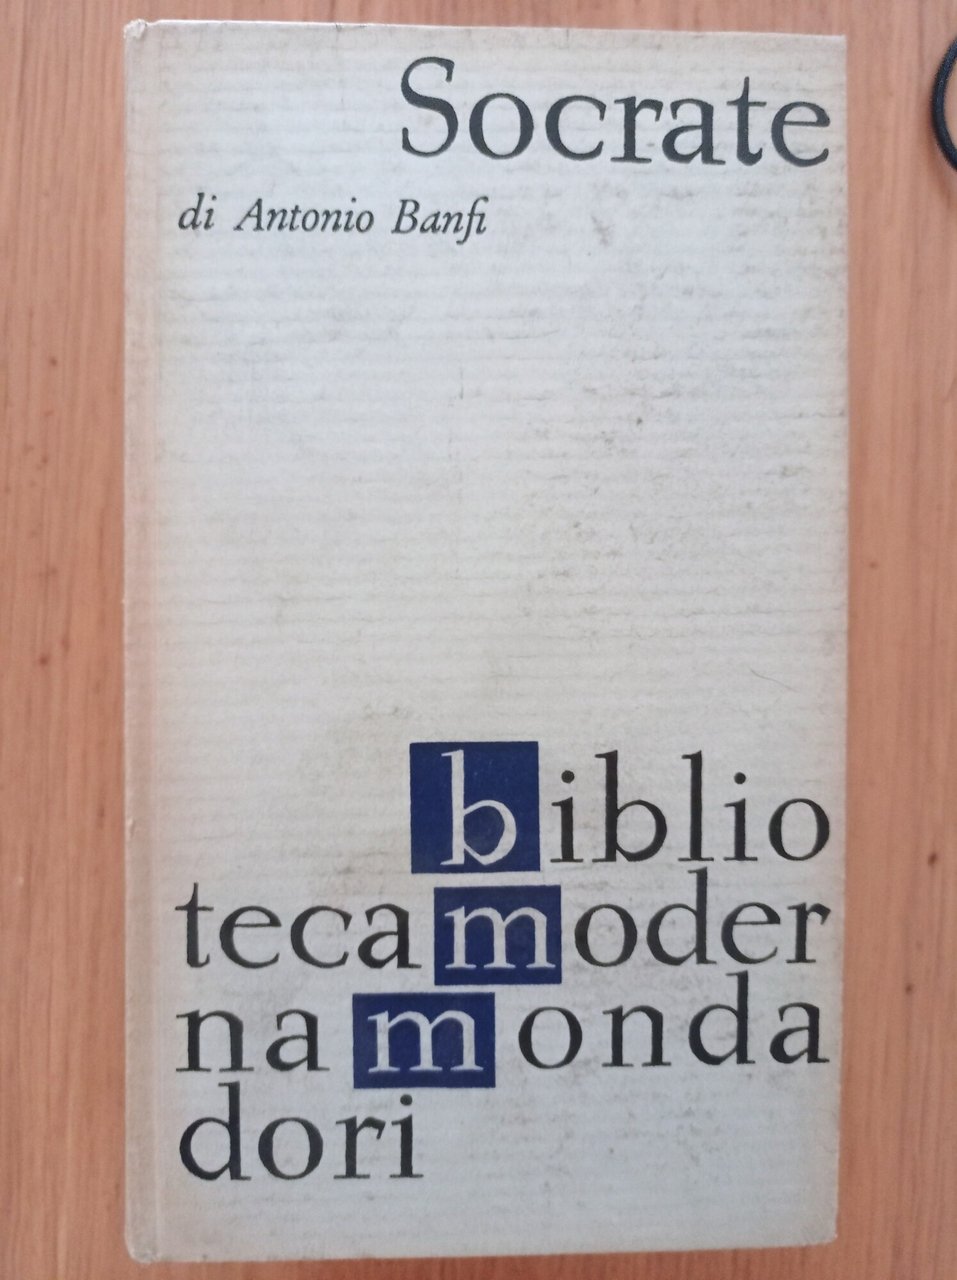 Socrate
di Antonio Banfi
biblio
tecamoder
namonda
dori